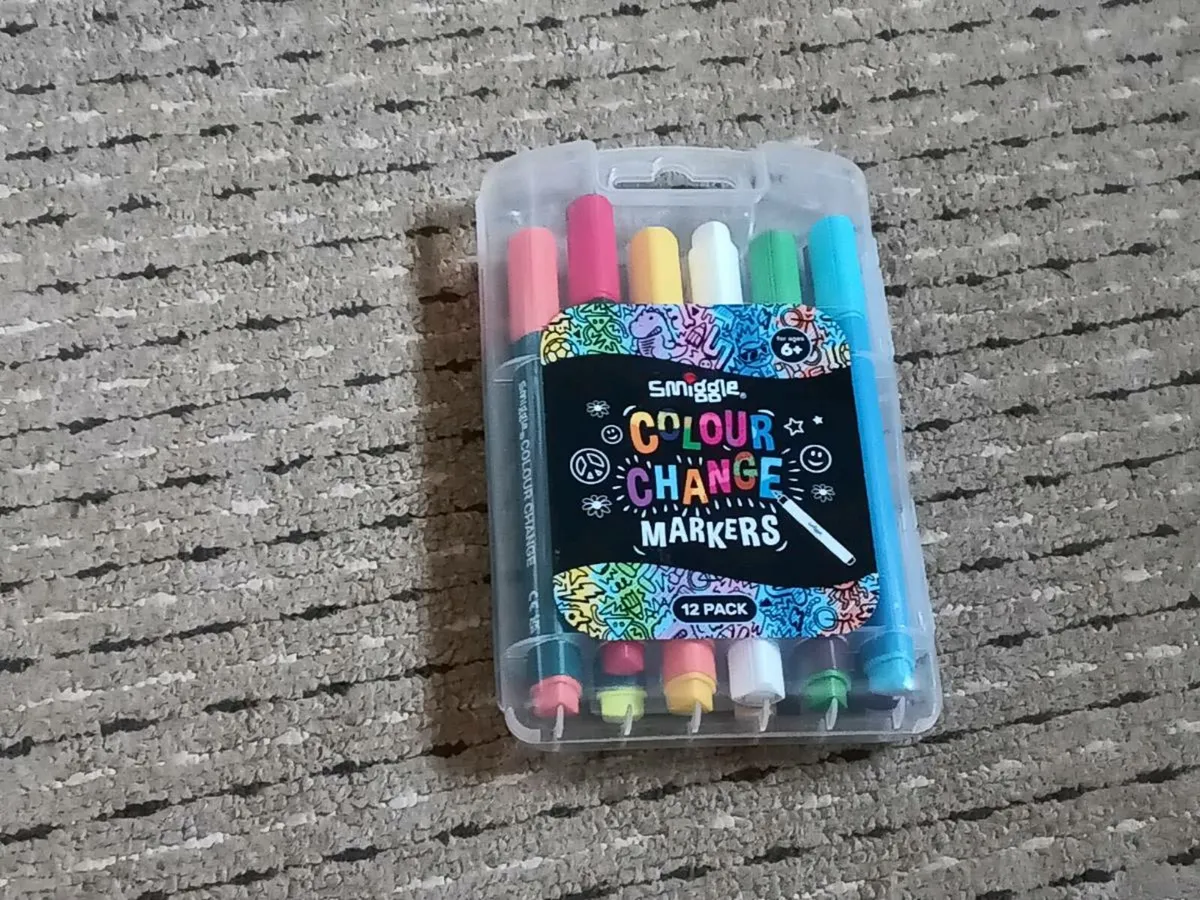 for ages
6+
Smiggle®
COLOUR
CHANGE
MARKERS
12 PACK
Smiggle® COLOUR CHANGE